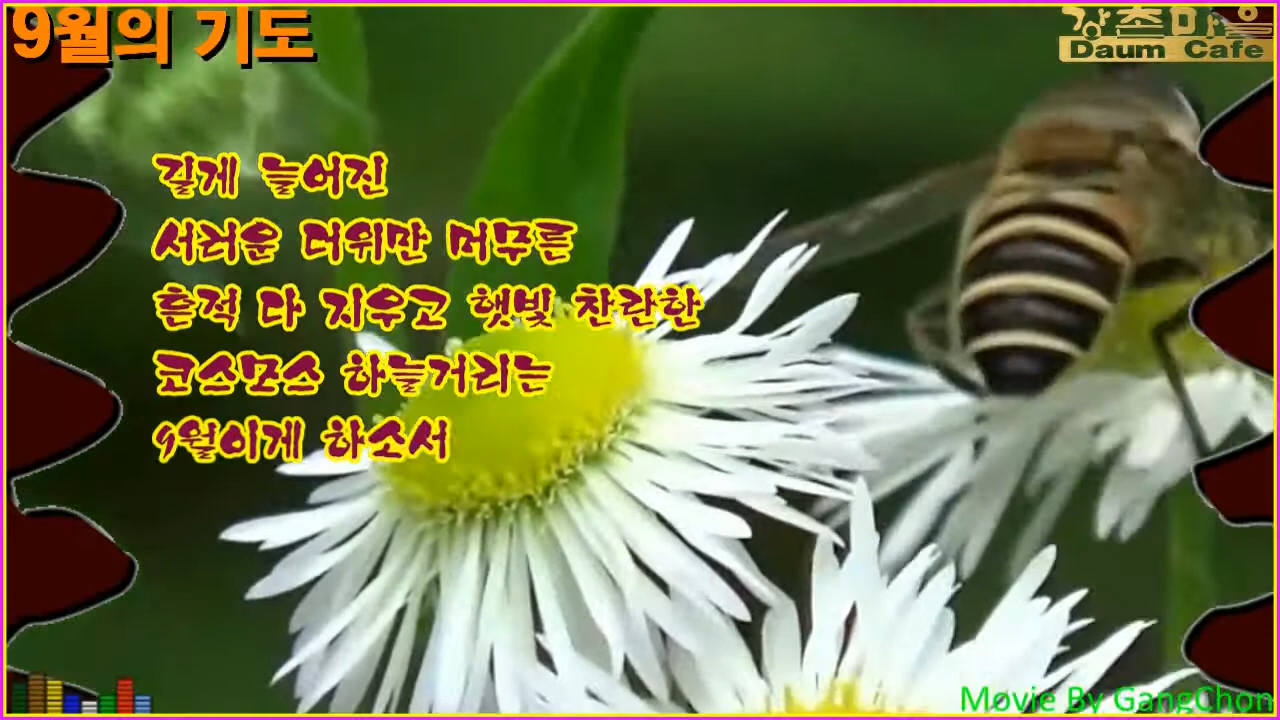 9월의 기도
강촌마을
Daum Cafe
길게 늘어진
서러운 더위만 머무른
흔적 다 지우고 햇빛 찬란한
코스모스 하늘거리는
9월이게 하소서
Movie By GangChon